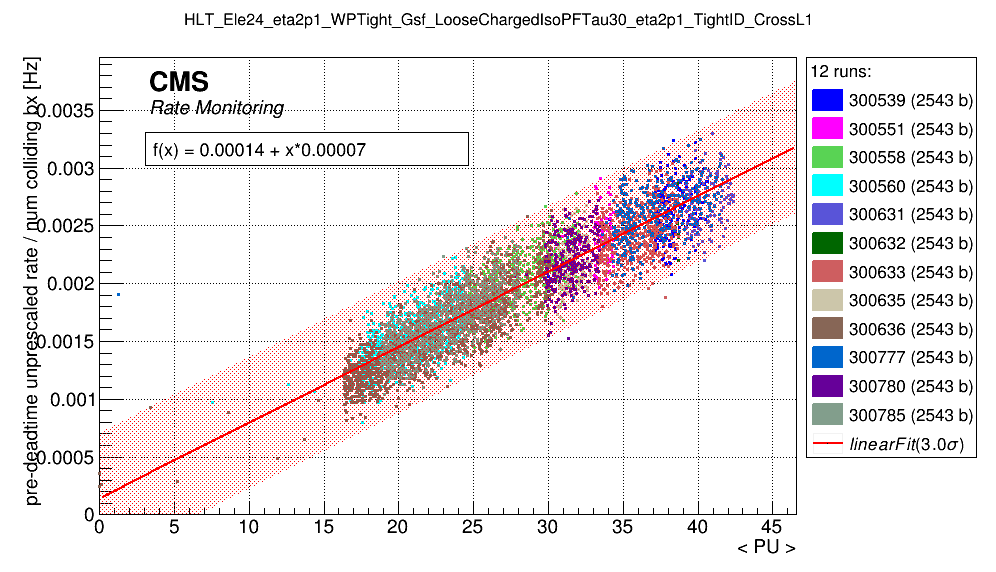 HLT_Ele24_eta2p1_WPTight_Gsf_LooseChargedIsoPFTau30_eta2p1_TightID_CrossL1
pre-deadtime unprescaled rate / num colliding bx [Hz]
CMS
Rate Monitoring
f(x) = 0.00014 + x*0.00007
0.0035
0.003
0.0025
0.002
0.0015
0.001
0.0005
0
0 5 10 15 20 25 30 35 40 45
< PU >
12 runs:
300539 (2543 b)
300551 (2543 b)
300558 (2543 b)
300560 (2543 b)
300631 (2543 b)
300632 (2543 b)
300633 (2543 b)
300635 (2543 b)
300636 (2543 b)
300777 (2543 b)
300780 (2543 b)
300785 (2543 b)
linearFit(3.0σ)